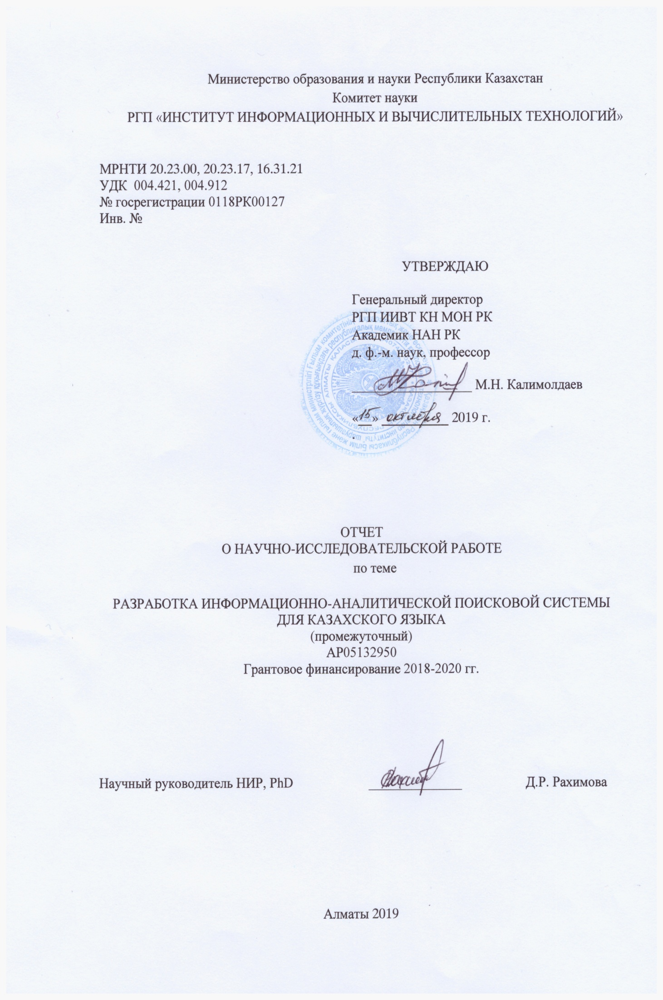 Министерство образования и науки Республики Казахстан
Комитет науки
РГП «ИНСТИТУТ ИНФОРМАЦИОННЫХ И ВЫЧИСЛИТЕЛЬНЫХ ТЕХНОЛОГИЙ»
МРНТИ 20.23.00, 20.23.17, 16.31.21
УДК 004.421, 004.912
№ госрегистрации 0118РК00127
Инв. №
УТВЕРЖДАЮ
Генеральный директор
РГП ИИВТ КН МОН РК
Академик НАН РК
д. ф.-м. наук, профессор
М.Н. Калимолдаев
«15» октября 2019 г.
ОТЧЕТ
О НАУЧНО-ИССЛЕДОВАТЕЛЬСКОЙ РАБОТЕ
по теме
РАЗРАБОТКА ИНФОРМАЦИОННО-АНАЛИТИЧЕСКОЙ ПОИСКОВОЙ СИСТЕМЫ
ДЛЯ КАЗАХСКОГО ЯЗЫКА
(промежуточный)
АР05132950
Грантовое финансирование 2018-2020 гг.
Научный руководитель НИР, PhD Д.Р. Рахимова
Алматы 2019